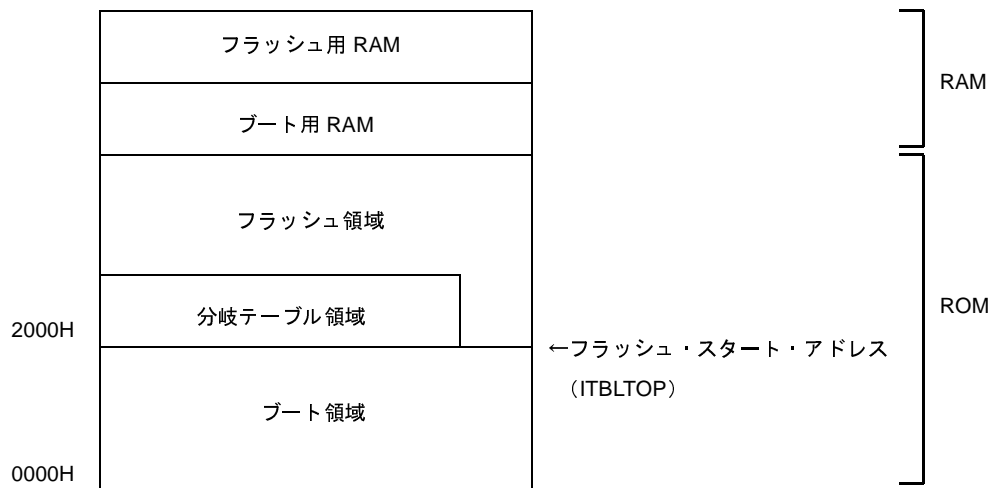 フラッシュ用 RAM
RAM
ブート用 RAM
フラッシュ領域
ROM
分岐テーブル領域
2000H
←フラッシュ・スタート・アドレス
（ITBLTOP）
ブート領域
0000H